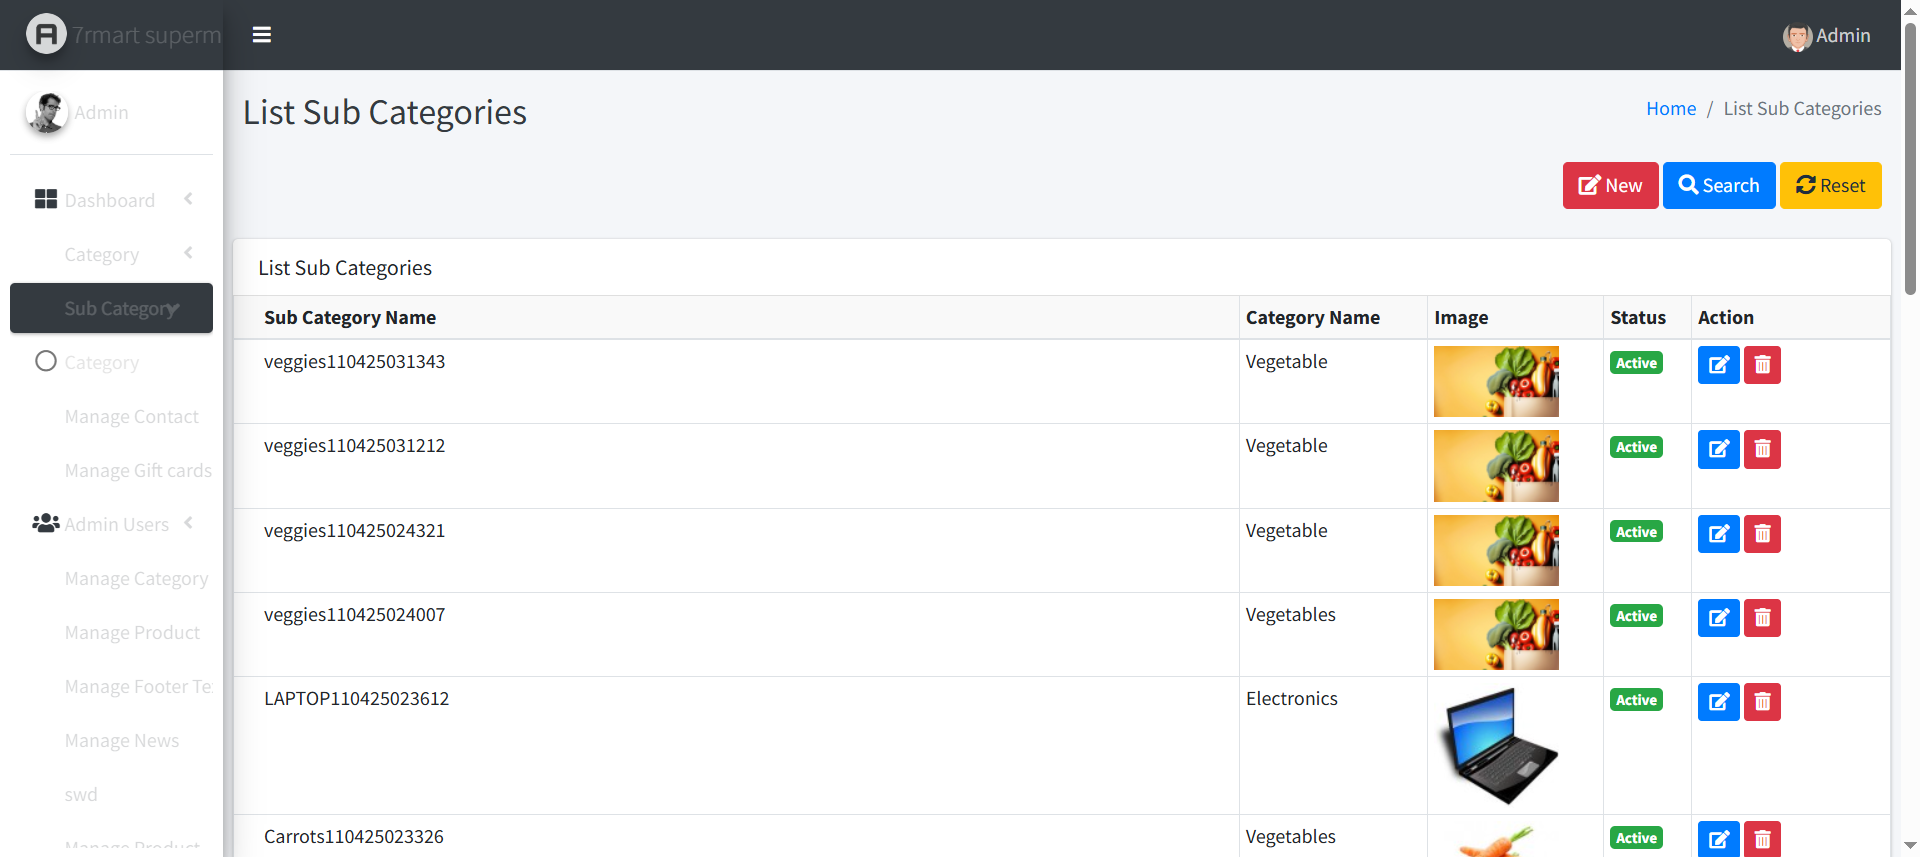 7rmart superm
Admin
Admin
List Sub Categories
Home / List Sub Categories
New Search Reset
Dashboard
Category
Sub Category
Category
Manage Contact
Manage Gift cards
Admin Users
Manage Category
Manage Product
Manage Footer Te
Manage News
swd
Manage Product
List Sub Categories
Sub Category Name Category Name Image Status Action
veggies110425031343 Vegetable Active
veggies110425031212 Vegetable Active
veggies110425024321 Vegetable Active
veggies110425024007 Vegetables Active
LAPTOP110425023612 Electronics Active
Carrots110425023326 Vegetables Active